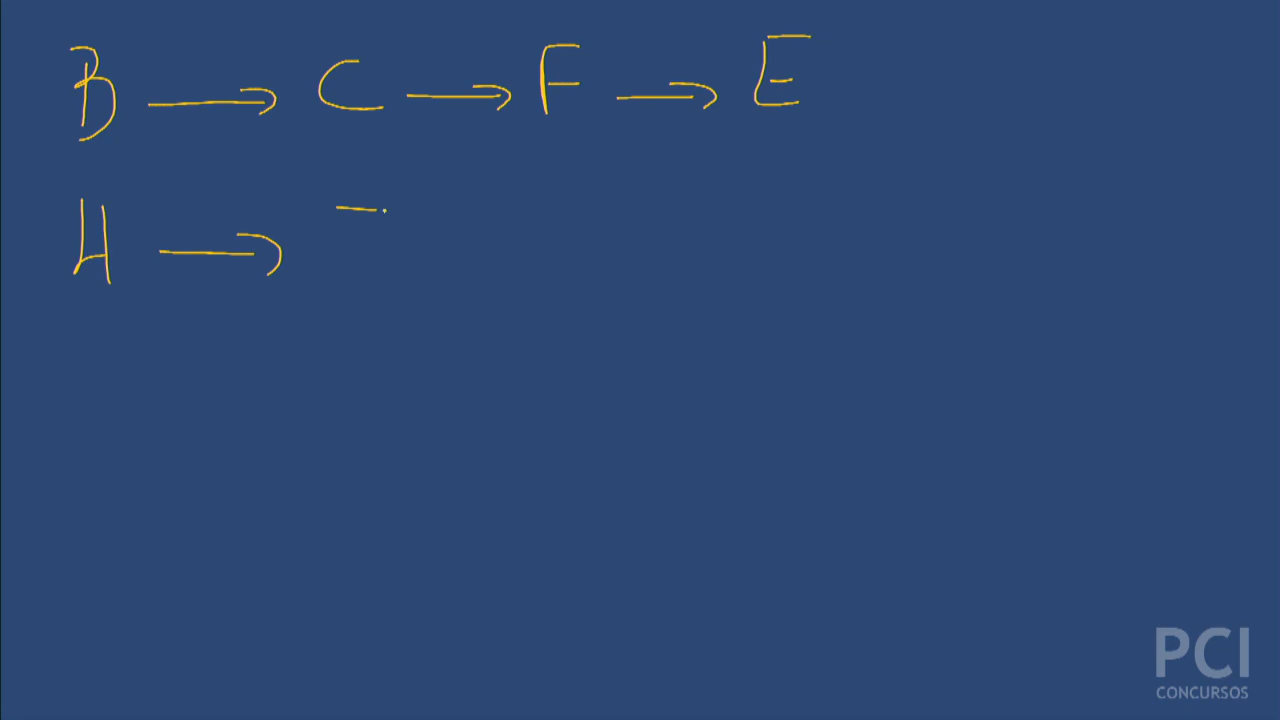 B → C → F → E
H →
PCI
CONCURSOS